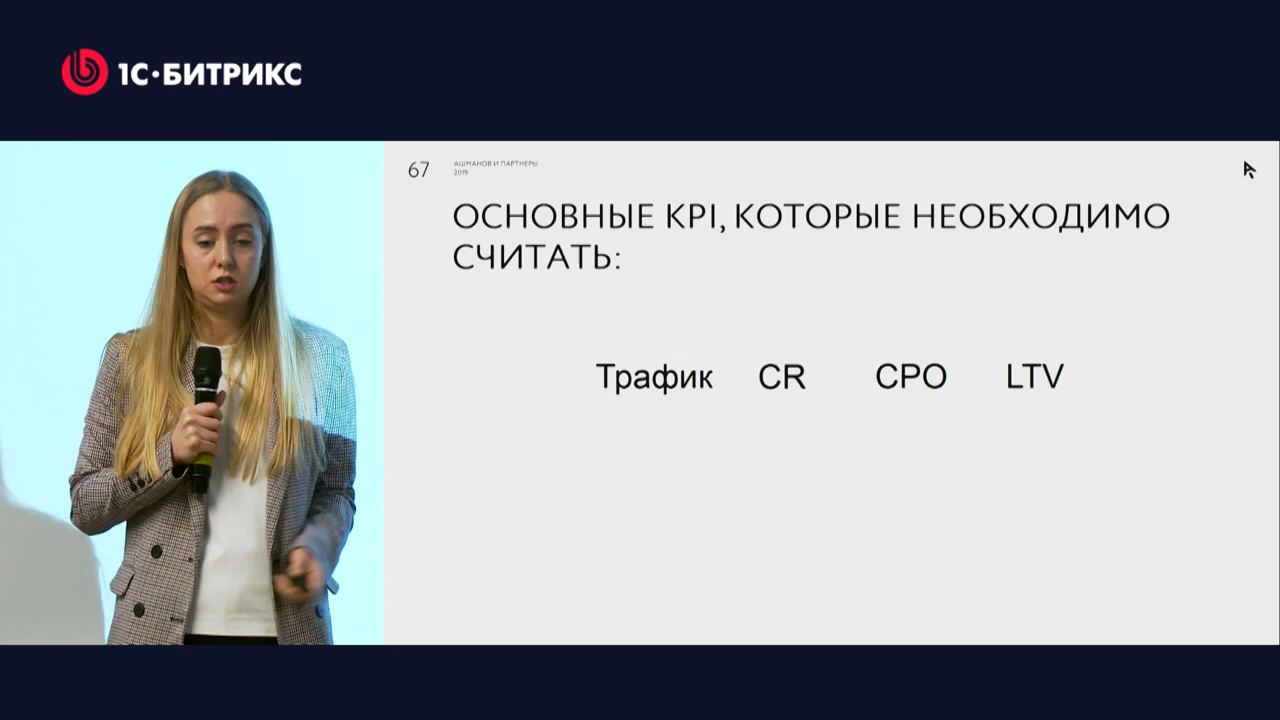 1С•БИТРИКС
67
АШМАНОВ И ПАРТНЕРЫ
2019
ОСНОВНЫЕ KPI, КОТОРЫЕ НЕОБХОДИМО
СЧИТАТЬ:
Трафик CR CPO LTV